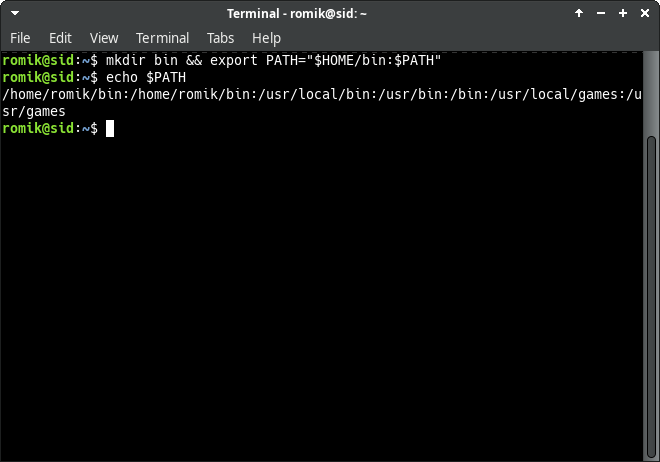 Terminal - romik@sid: ~
File Edit View Terminal Tabs Help
romik@sid:~$ mkdir bin && export PATH="$HOME/bin:$PATH"
romik@sid:~$ echo $PATH
/home/romik/bin:/home/romik/bin:/usr/local/bin:/usr/bin:/bin:/usr/local/games:/u
sr/games
romik@sid:~$